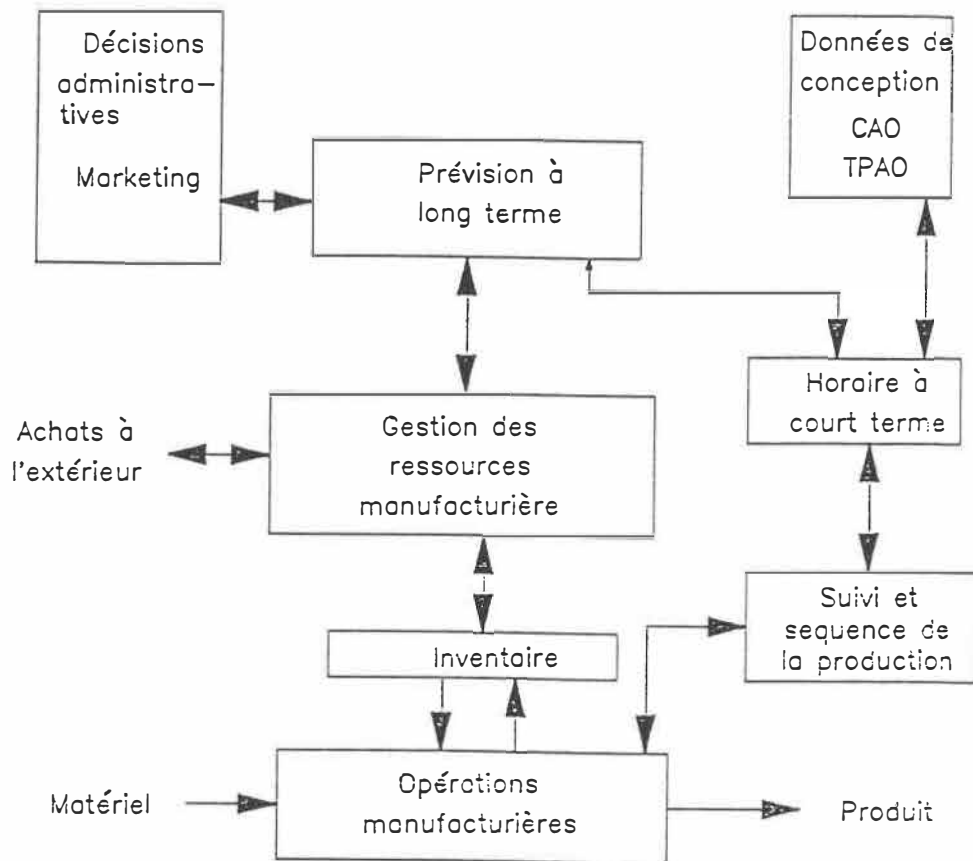 Décisions
administra-
tives
Marketing
Données de
conception
CAO
TPAO
Prévision à
long terme
Horaire à
court terme
Achats à
l'extérieur
Gestion des
ressources
manufacturière
Suivi et
sequence de
la production
Inventaire
Matériel
Opérations
manufacturières
Produit